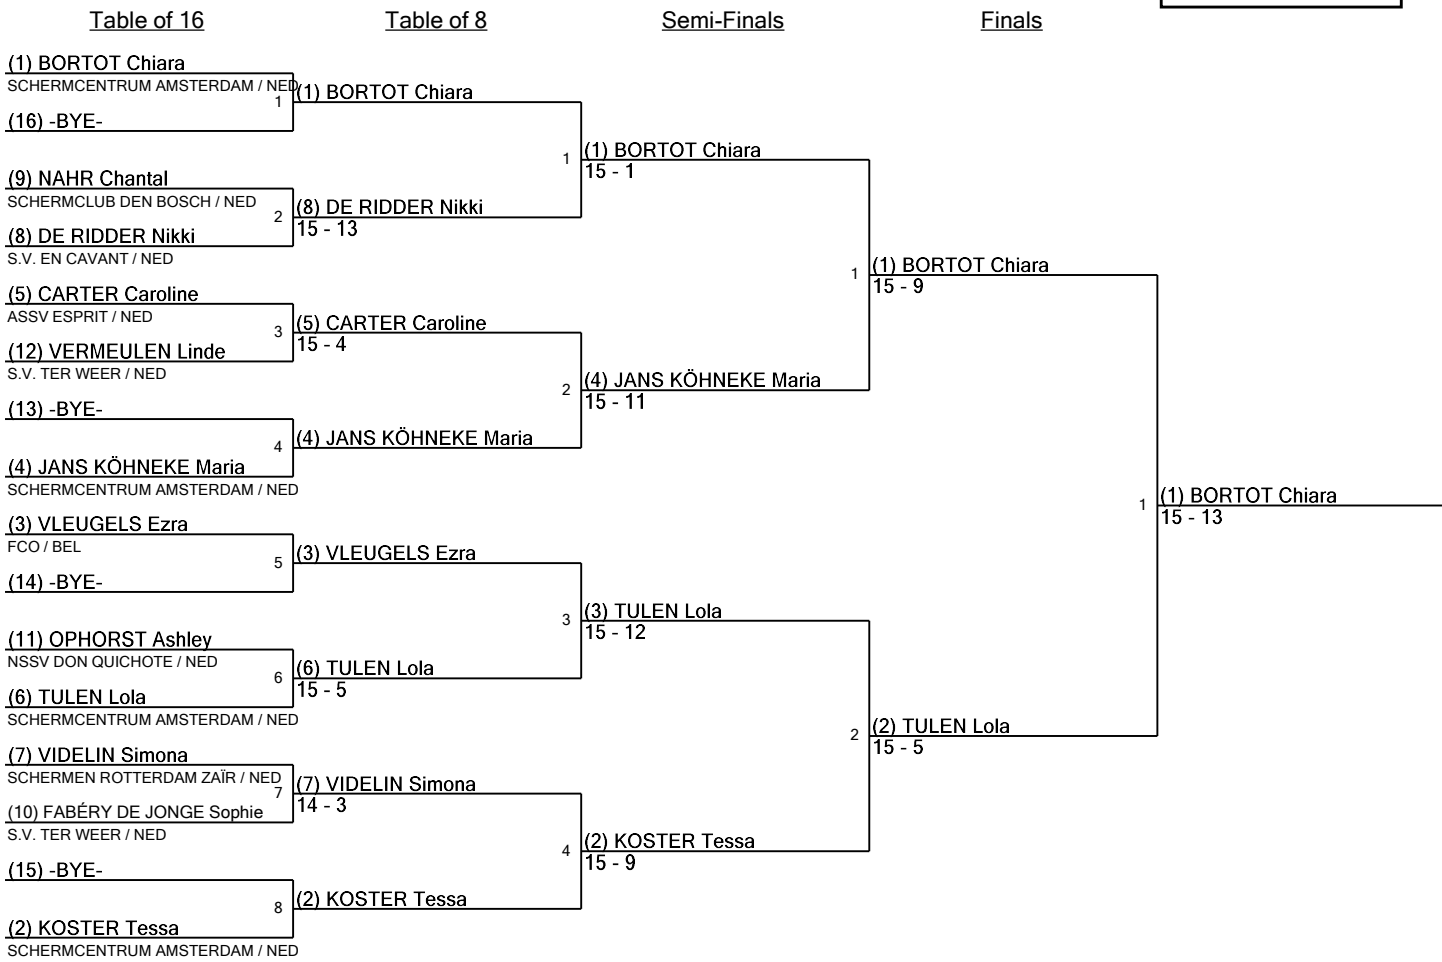 Table of 16
Table of 8
Semi-Finals
Finals
(1) BORTOT Chiara
SCHERMCENTRUM AMSTERDAM / NED
1
(16) -BYE-
(9) NAHR Chantal
SCHERMCLUB DEN BOSCH / NED
2
(8) DE RIDDER Nikki
S.V. EN CAVANT / NED
(5) CARTER Caroline
ASSV ESPRIT / NED
3
(12) VERMEULEN Linde
S.V. TER WEER / NED
(13) -BYE-
4
(4) JANS KÖHNEKE Maria
SCHERMCENTRUM AMSTERDAM / NED
(3) VLEUGELS Ezra
FCO / BEL
5
(14) -BYE-
(11) OPHORST Ashley
NSSV DON QUICHOTE / NED
6
(6) TULEN Lola
SCHERMCENTRUM AMSTERDAM / NED
(7) VIDELIN Simona
SCHERMEN ROTTERDAM ZAÏR / NED
7
(10) FABÉRY DE JONGE Sophie
S.V. TER WEER / NED
(15) -BYE-
8
(2) KOSTER Tessa
SCHERMCENTRUM AMSTERDAM / NED
(1) BORTOT Chiara
1
(8) DE RIDDER Nikki
15 - 13
(5) CARTER Caroline
15 - 4
2
(4) JANS KÖHNEKE Maria
(3) VLEUGELS Ezra
3
(6) TULEN Lola
15 - 5
(7) VIDELIN Simona
14 - 3
4
(2) KOSTER Tessa
(1) BORTOT Chiara
15 - 1
1
(4) JANS KÖHNEKE Maria
15 - 11
(3) TULEN Lola
15 - 12
2
(2) KOSTER Tessa
15 - 9
(1) BORTOT Chiara
15 - 9
1
(2) TULEN Lola
15 - 5
(1) BORTOT Chiara
15 - 13